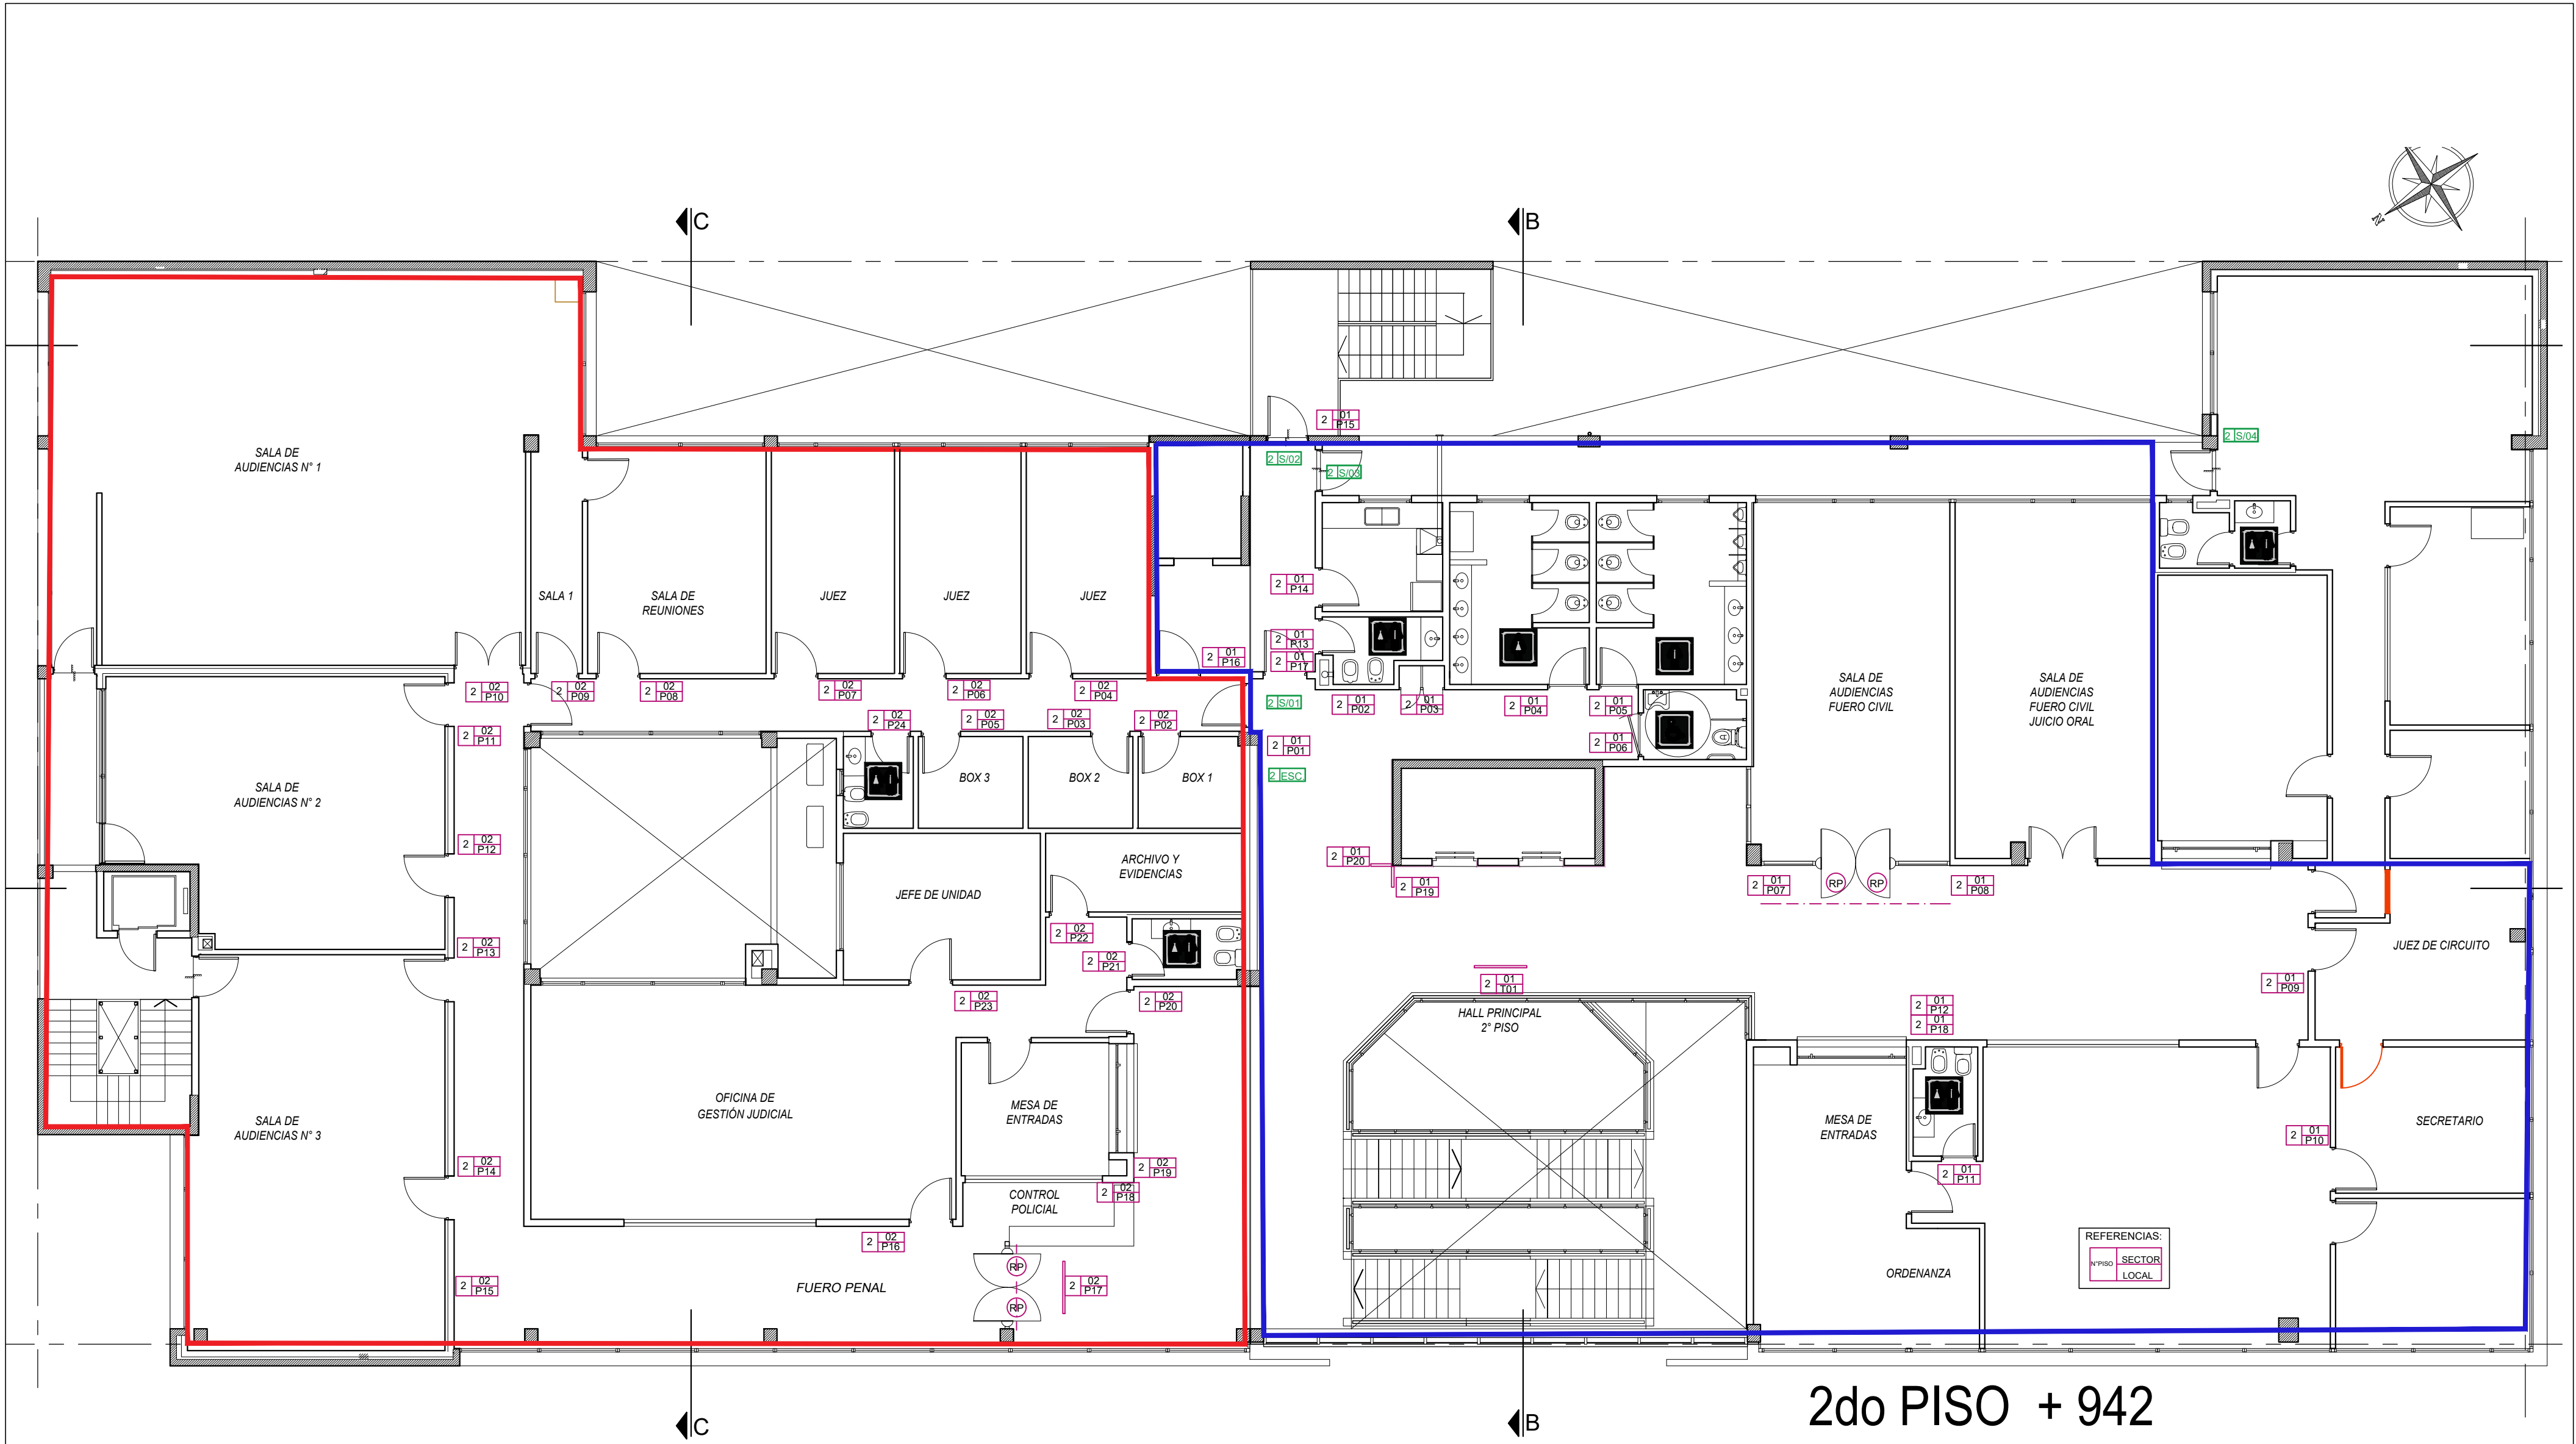 N
C
B
2 01
P15
2 S/02
2 S/03
2 S/04
SALA DE
AUDIENCIAS N° 1
SALA 1
SALA DE
REUNIONES
JUEZ
JUEZ
JUEZ
2 01
P14
2 01
P13
2 01
P17
2 01
P16
2 02
P10
2 02
P09
2 02
P08
2 02
P07
2 02
P06
2 02
P04
2 S/01
2 01
P02
2 01
P03
2 01
P04
2 01
P05
SALA DE
AUDIENCIAS
FUERO CIVIL
SALA DE
AUDIENCIAS
FUERO CIVIL
JUICIO ORAL
2 02
P11
2 02
P24
2 02
P05
2 02
P03
2 02
P02
2 01
P01
2 01
P06
2 ESC.
BOX 3
BOX 2
BOX 1
SALA DE
AUDIENCIAS N° 2
2 02
P12
ARCHIVO Y
EVIDENCIAS
JEFE DE UNIDAD
2 01
P20
2 01
P19
2 01
P07
RP
RP
2 01
P08
2 02
P13
2 02
P22
2 02
P21
2 02
P23
2 02
P20
2 01
T01
JUEZ DE CIRCUITO
2 01
P09
2 01
P12
2 01
P18
HALL PRINCIPAL
2° PISO
OFICINA DE
GESTIÓN JUDICIAL
MESA DE
ENTRADAS
SALA DE
AUDIENCIAS N° 3
MESA DE
ENTRADAS
SECRETARIO
2 01
P10
2 02
P14
2 02
P19
2 02
P18
2 01
P11
CONTROL
POLICIAL
2 02
P16
RP
2 02
P15
FUERO PENAL
2 02
P17
RP
ORDENANZA
REFERENCIAS:
N°PISO SECTOR
LOCAL
C
B
2do PISO + 942